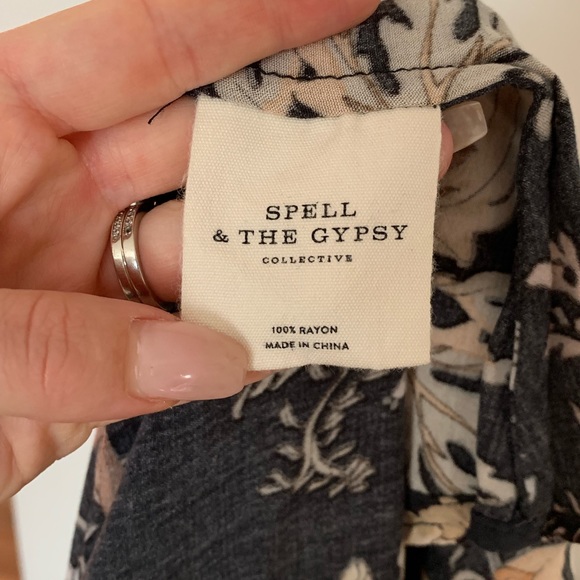 SPELL
& THE GYPSY
COLLECTIVE
100% RAYON
MADE IN CHINA